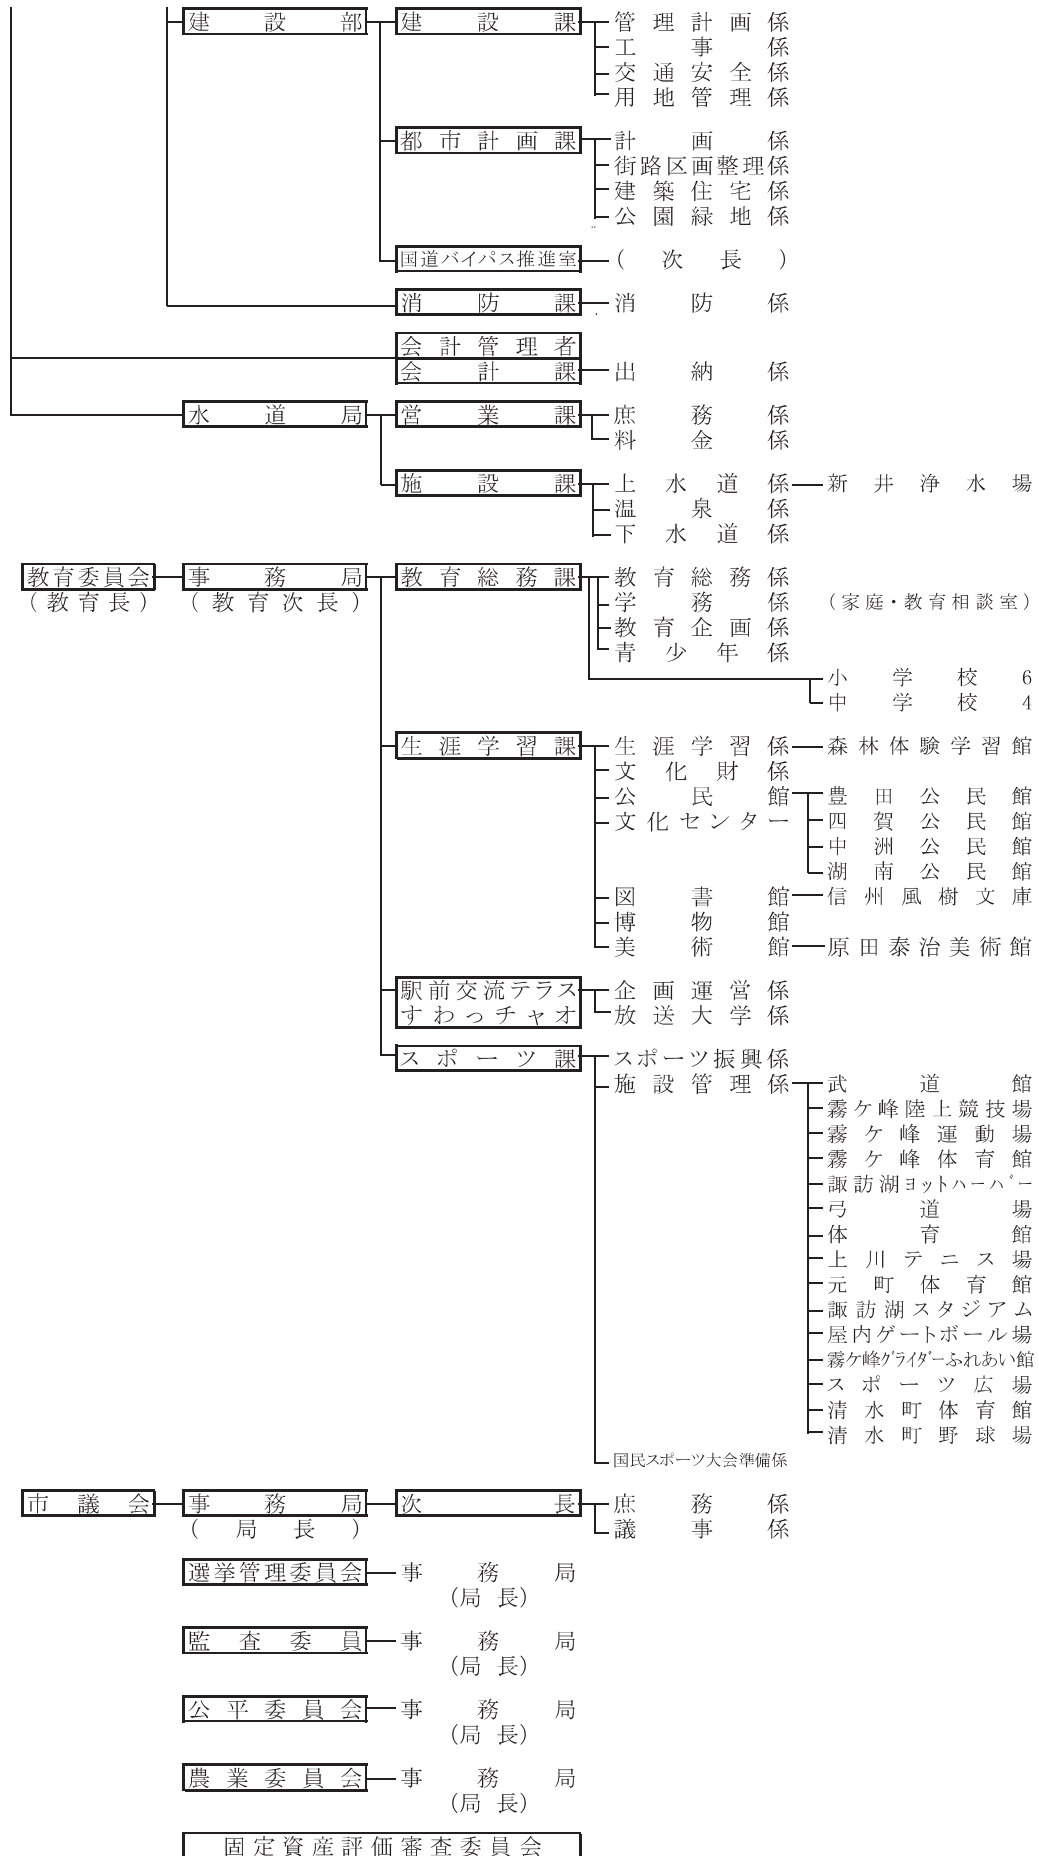 建設部 建設課 管理計画係
工事係
交通安全係
用地管理係
都市計画課 計画係
街路区画整理係
建築住宅係
公園緑地係
国道バイパス推進室 (次長)
消防課 消防係
会計管理者
会計課 出納係
水道局 営業課 庶務係
料金係
施設課 上水道係 新井浄水場
温泉係
下水道係
教育委員会 事務局 教育総務課 教育総務係
(教育長) (教育次長) 学務係 (家庭・教育相談室)
教育企画係
青少年係
小学校 6
中学校 4
生涯学習課 生涯学習係 森林体験学習館
文化財係
公民館 豊田公民館
文化センター 四賀公民館
中洲公民館
湖南公民館
図書館 信州風樹文庫
博物館
美術館 原田泰治美術館
駅前交流テラス 企画運営係
すわっチャオ 放送大学係
スポーツ課 スポーツ振興係
施設管理係 武道館
霧ケ峰陸上競技場
霧ケ峰運動場
霧ケ峰体育館
諏訪湖ヨットハーバー
弓道場
体育館
上川テニス場
元町体育館
諏訪湖スタジアム
屋内ゲートボール場
霧ケ峰グライダーふれあい館
スポーツ広場
清水町体育館
清水町野球場
国民スポーツ大会準備係
市議会 事務局 次長 庶務係
(局長) 議事係
選挙管理委員会 事務局
(局長)
監査委員 事務局
(局長)
公平委員会 事務局
(局長)
農業委員会 事務局
(局長)
固定資産評価審査委員会